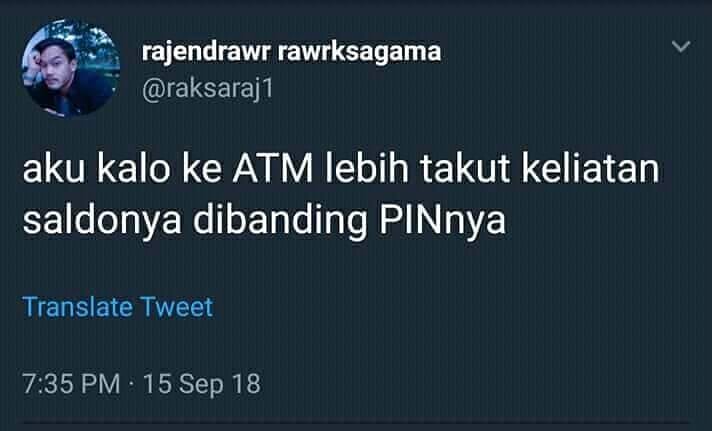 rajendrawr rawrksagama
@raksaraj1
aku kalo ke ATM lebih takut keliatan
saldonya dibanding PINnya
Translate Tweet
7:35 PM · 15 Sep 18